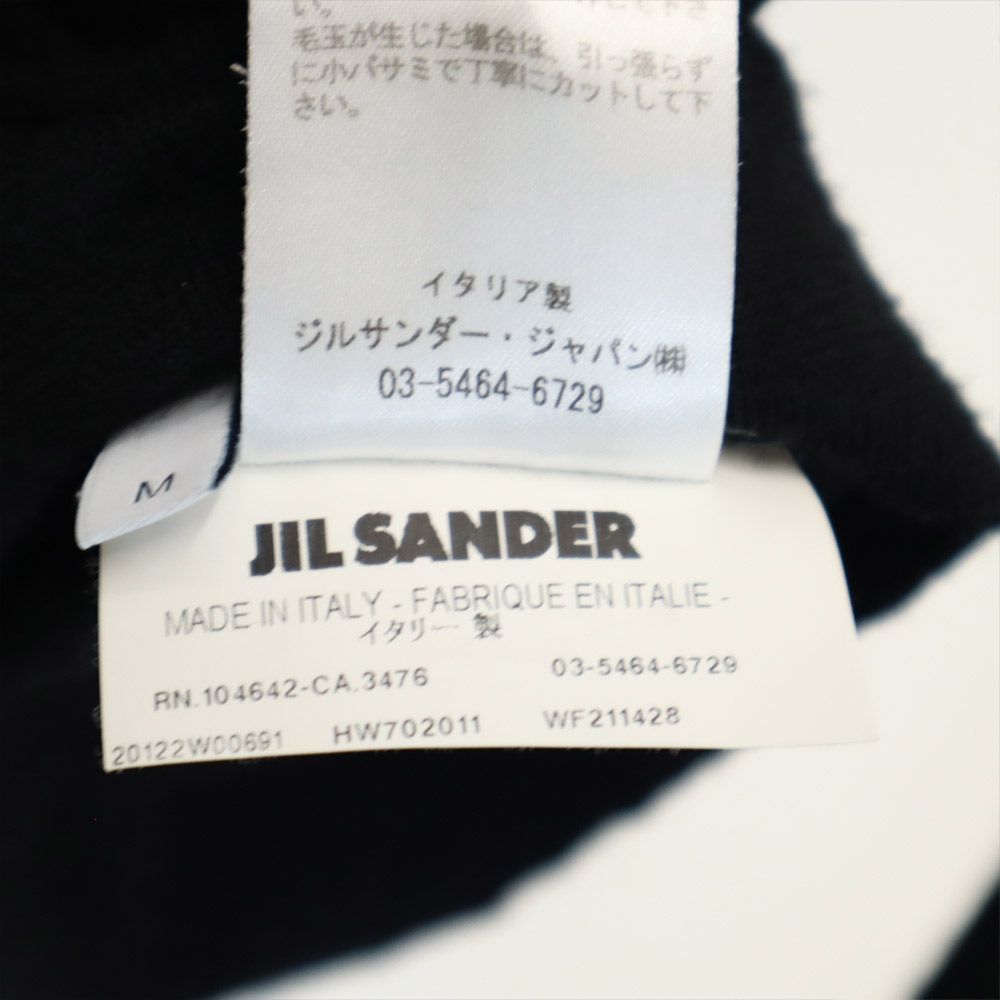 い。
下さ
毛玉が生じた場合は、引っ張らず
に小バサミで丁寧にカットして下
さい。
イタリア製
ジルサンダー・ジャパン㈱
03-5464-6729
M
JIL SANDER
MADE IN ITALY - FABRIQUE EN ITALIE -
イタリー 製
RN.104642-CA.3476 03-5464-6729
20122W00691 HW702011 WF211428